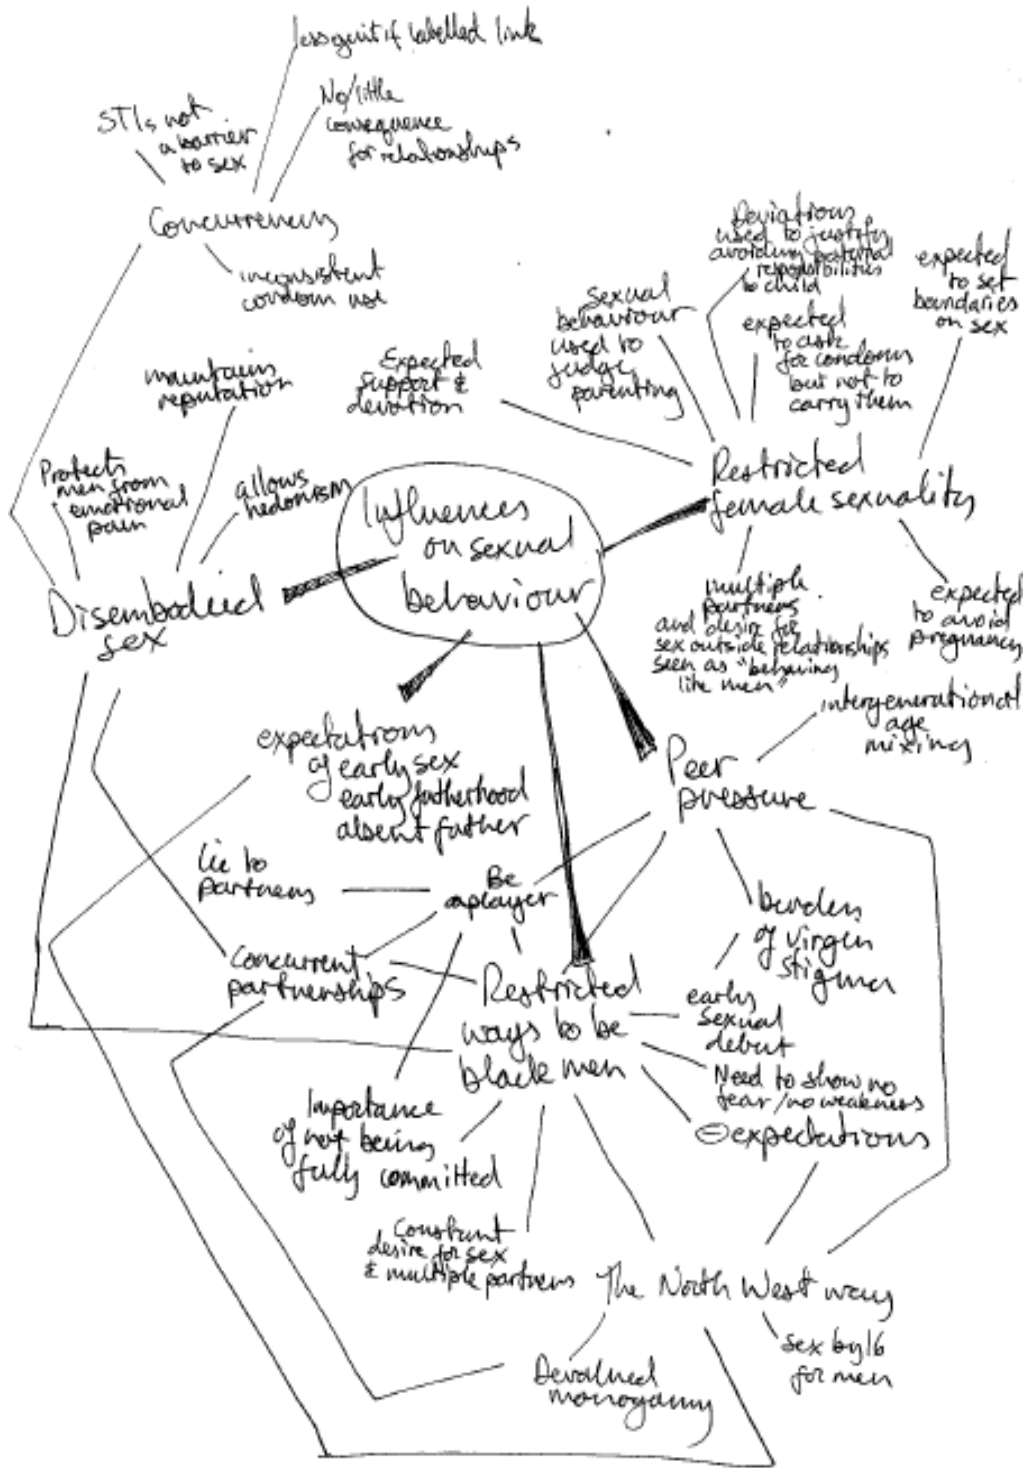 less guilt if labelled link
No/little
consequence
for relationships
STIs not
a barrier
to sex
Concurrency
inconsistent
condom use
maintains
reputation
Protects
men from
emotional
pain
allows
hedonism
Disembodied
sex
Expected
support &
devotion
sexual
behaviour
used to
judge
parenting
Deviations
used to justify
avoiding paternal
responsibilities
to child
expected
to ask
for condoms
but not to
carry them
expected
to set
boundaries
on sex
Restricted
female sexuality
Influences
on sexual
behaviour
multiple
partners
and desire for
sex outside relationships
seen as "behaving
like men"
expected
to avoid
pregnancy
intergenerational
age
mixing
Peer
pressure
expectations
of early sex
early fatherhood
absent father
Lie to
partners
Be
a player
burden
of virgin
stigma
Concurrent
partnerships
Restricted
ways to be
black men
early
sexual
debut
Need to show no
fear/no weakness
⊖ expectations
Importance
of not being
fully committed
Constant
desire for sex
& multiple partners
The North West way
sex by 16
for men
Devalued
monogamy